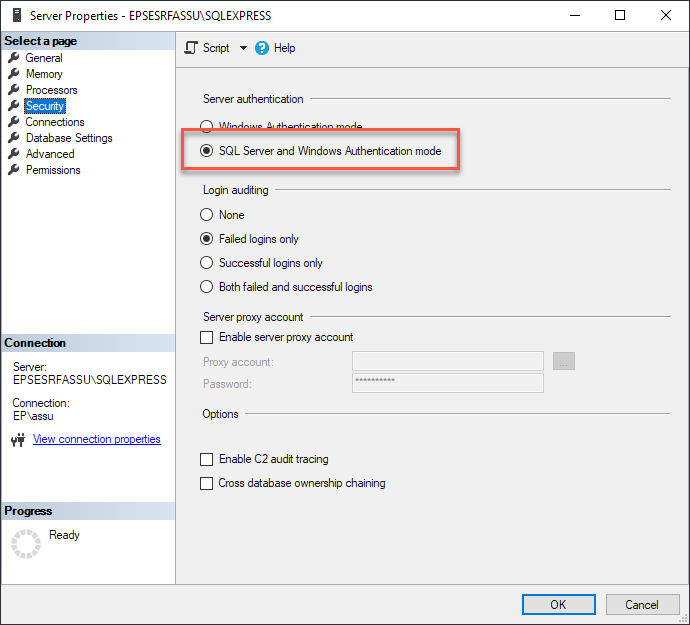 Server Properties - EPSESRFASSU\SQLEXPRESS
Select a page
General
Memory
Processors
Security
Connections
Database Settings
Advanced
Permissions
Script
Help
Server authentication
Windows Authentication mode
SQL Server and Windows Authentication mode
Login auditing
None
Failed logins only
Successful logins only
Both failed and successful logins
Server proxy account
Enable server proxy account
Proxy account:
...
Password:
**********
Options
Enable C2 audit tracing
Cross database ownership chaining
Connection
Server:
EPSESRFASSU\SQLEXPRESS
Connection:
EP\assu
View connection properties
Progress
Ready
OK
Cancel